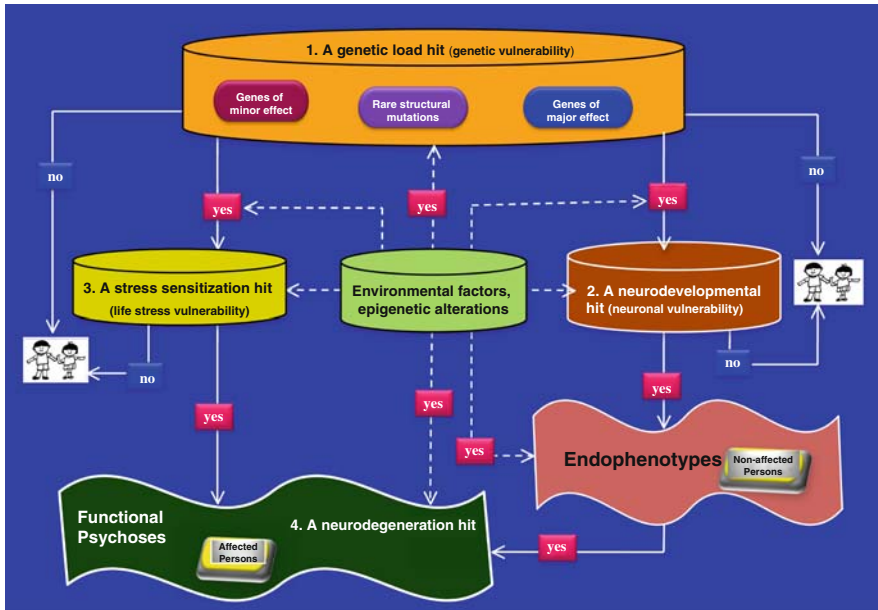 1. A genetic load hit (genetic vulnerability)
Genes of
minor effect
Rare structural
mutations
Genes of
major effect
no
no
yes
yes
yes
3. A stress sensitization hit
(life stress vulnerability)
Environmental factors,
epigenetic alterations
2. A neurodevelopmental
hit (neuronal vulnerability)
no
no
yes
yes
yes
yes
Endophenotypes
Non-affected
Persons
Functional
Psychoses
4. A neurodegeneration hit
Affected
Persons
yes